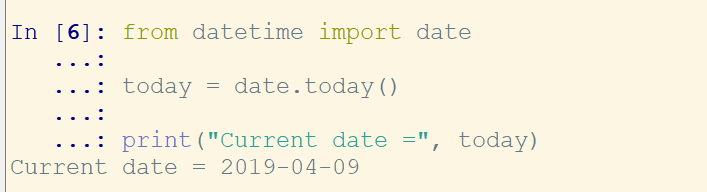 In [6]: from datetime import date
   ...:
   ...: today = date.today()
   ...:
   ...: print("Current date =", today)
Current date = 2019-04-09